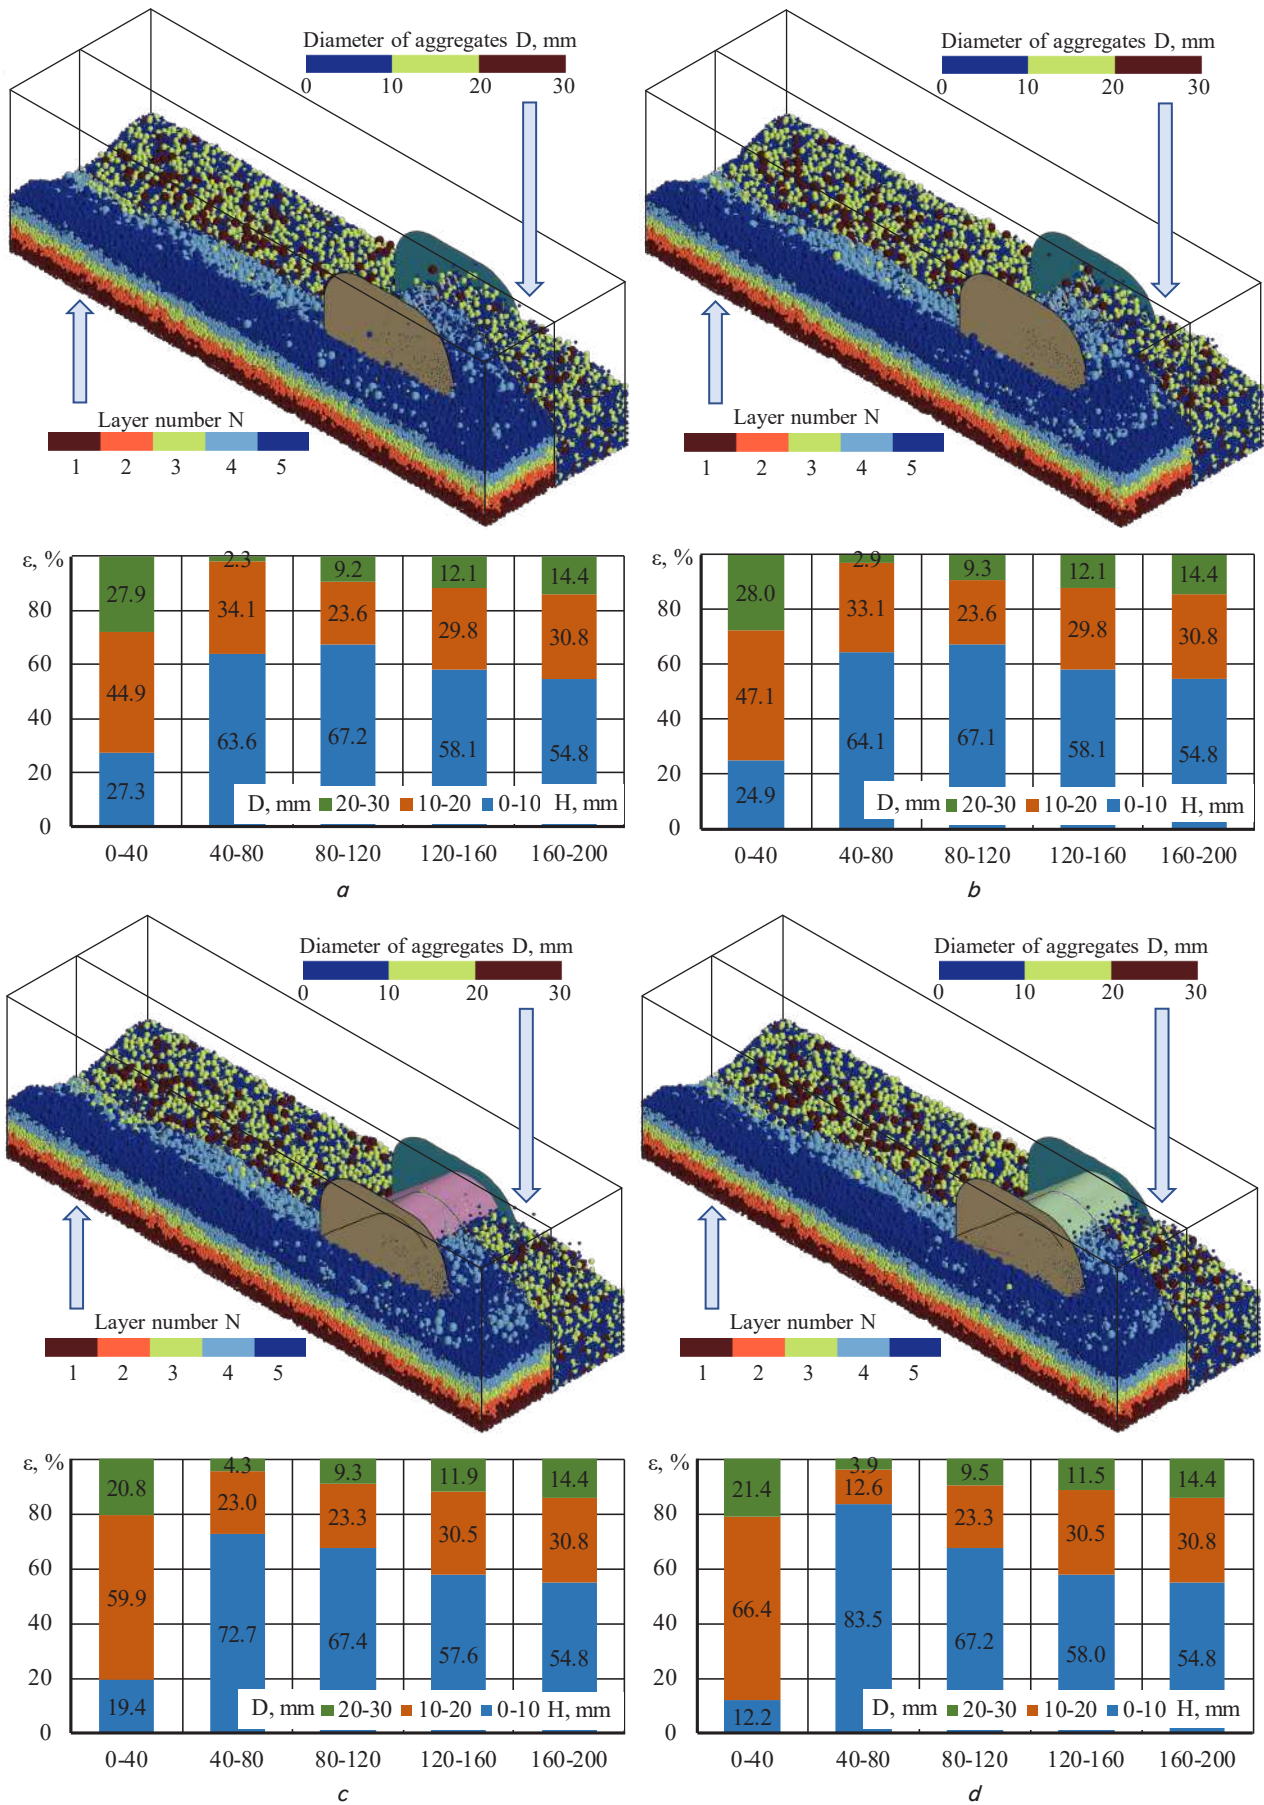 Diameter of aggregates D, mm
0 10 20 30
Layer number N
1 2 3 4 5
ε, %
80
60
40
20
0
27.9 2.3 9.2 12.1 14.4
44.9 34.1 23.6 29.8 30.8
27.3 63.6 67.2 58.1 54.8
D, mm 20-30 10-20 0-10 H, mm
0-40 40-80 80-120 120-160 160-200
a
Diameter of aggregates D, mm
0 10 20 30
Layer number N
1 2 3 4 5
ε, %
80
60
40
20
0
28.0 2.9 9.3 12.1 14.4
47.1 33.1 23.6 29.8 30.8
24.9 64.1 67.1 58.1 54.8
D, mm 20-30 10-20 0-10 H, mm
0-40 40-80 80-120 120-160 160-200
b
Diameter of aggregates D, mm
0 10 20 30
Layer number N
1 2 3 4 5
ε, %
80
60
40
20
0
20.8 4.3 9.3 11.9 14.4
59.9 23.0 23.3 30.5 30.8
19.4 72.7 67.4 57.6 54.8
D, mm 20-30 10-20 0-10 H, mm
0-40 40-80 80-120 120-160 160-200
c
Diameter of aggregates D, mm
0 10 20 30
Layer number N
1 2 3 4 5
ε, %
80
60
40
20
0
21.4 3.9 9.5 11.5 14.4
66.4 12.6 23.3 30.5 30.8
12.2 83.5 67.2 58.0 54.8
D, mm 20-30 10-20 0-10 H, mm
0-40 40-80 80-120 120-160 160-200
d